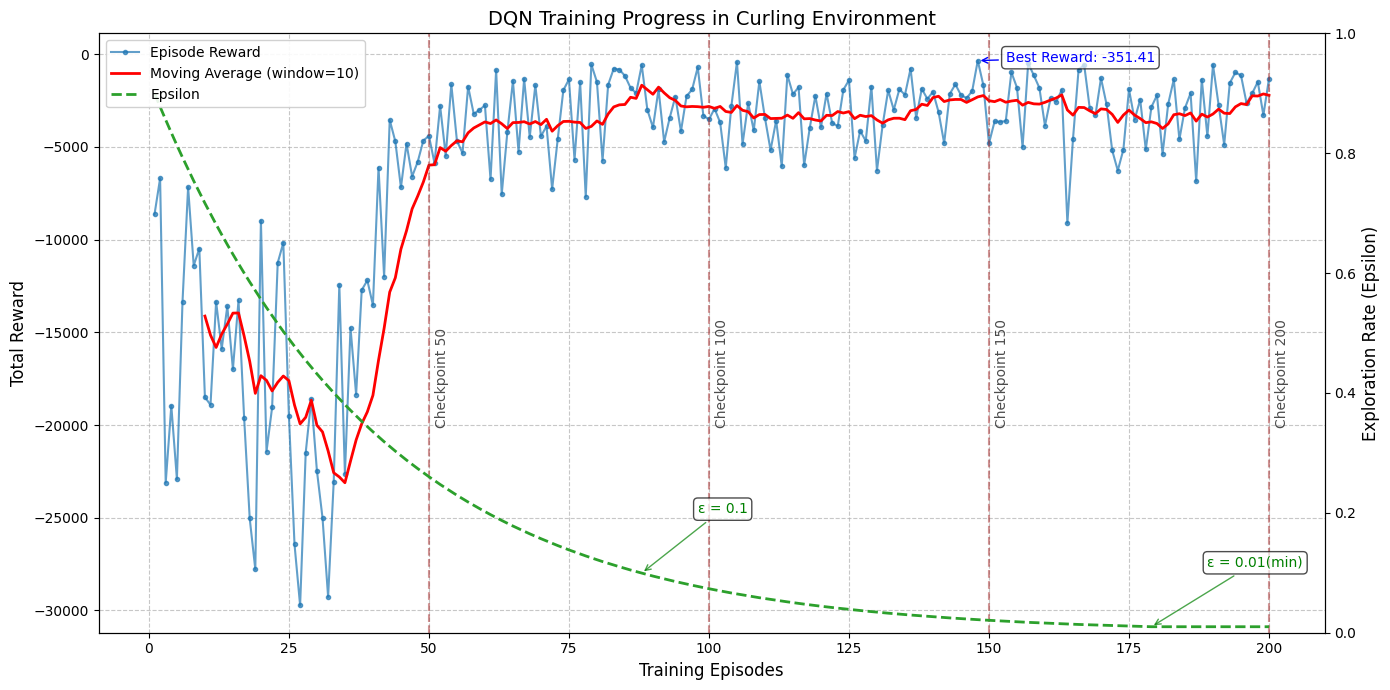 DQN Training Progress in Curling Environment
Episode Reward
Moving Average (window=10)
Epsilon
Best Reward: -351.41
Total Reward
0
−5000
−10000
−15000
−20000
−25000
−30000
Checkpoint 50
Checkpoint 100
Checkpoint 150
Checkpoint 200
ε = 0.1
ε = 0.01(min)
1.0
0.8
0.6
0.4
0.2
0.0
Exploration Rate (Epsilon)
0 25 50 75 100 125 150 175 200
Training Episodes